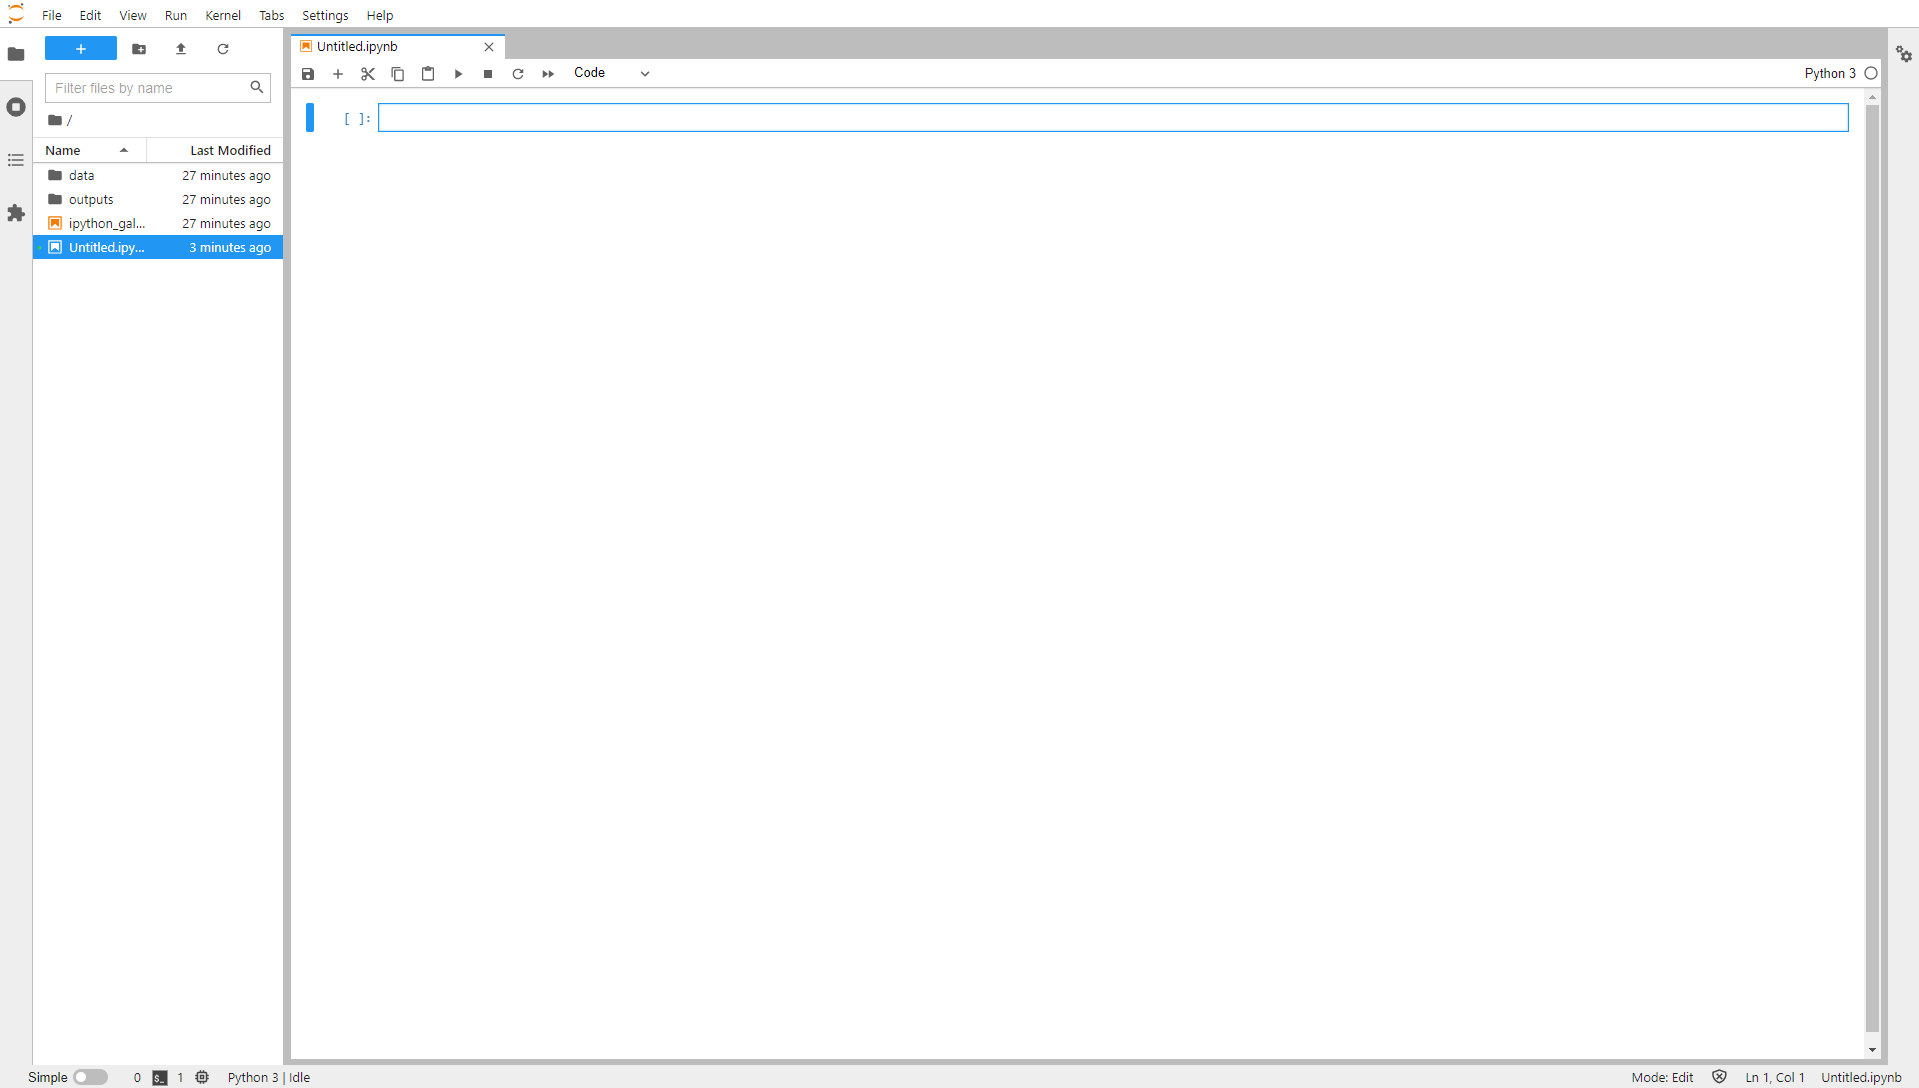 File Edit View Run Kernel Tabs Settings Help
+
Filter files by name
/
Name Last Modified
data 27 minutes ago
outputs 27 minutes ago
ipython_gal... 27 minutes ago
Untitled.ipy... 3 minutes ago
Untitled.ipynb
Code
Python 3
[ ]:
Simple 0 $_ 1 Python 3 | Idle
Mode: Edit Ln 1, Col 1 Untitled.ipynb